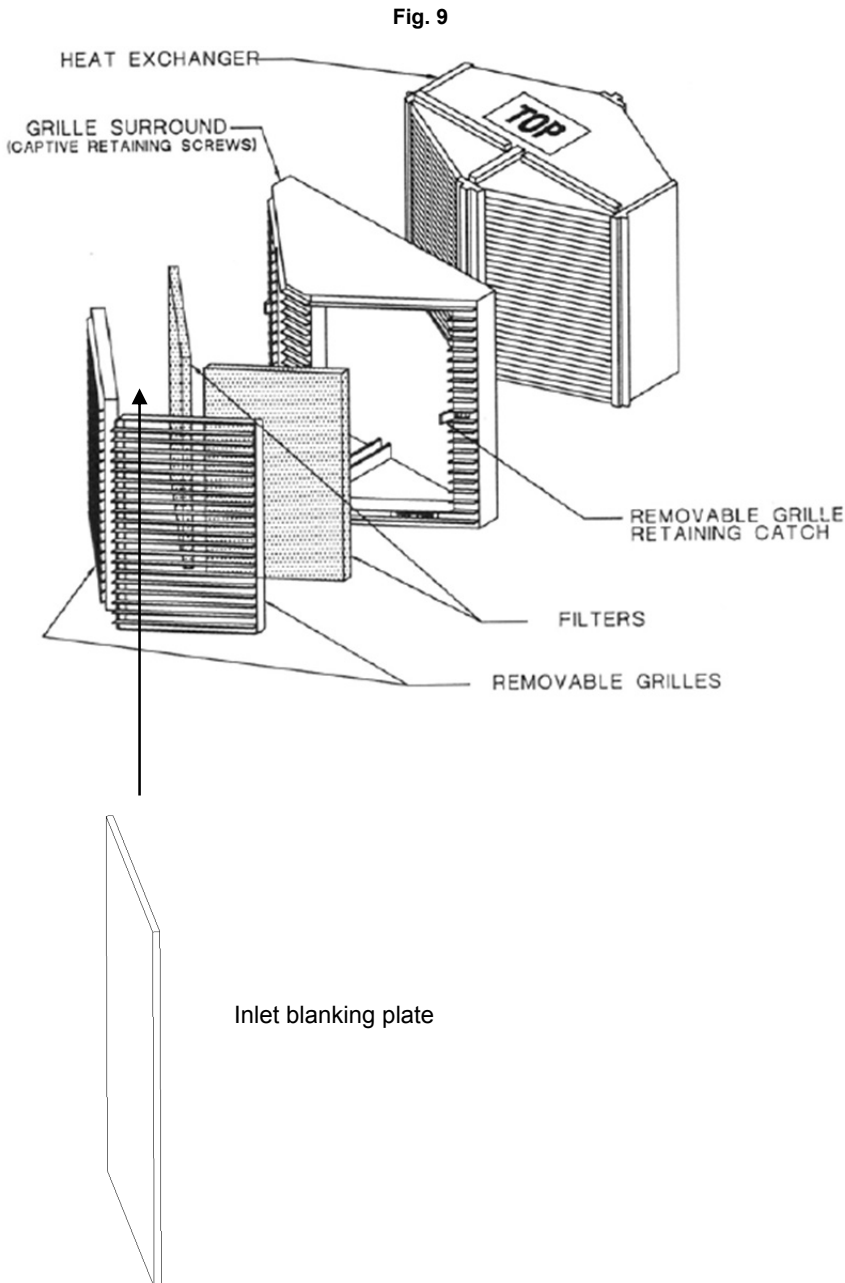 Fig. 9
HEAT EXCHANGER
TOP
GRILLE SURROUND
(CAPTIVE RETAINING SCREWS)
REMOVABLE GRILLE
RETAINING CATCH
FILTERS
REMOVABLE GRILLES
Inlet blanking plate